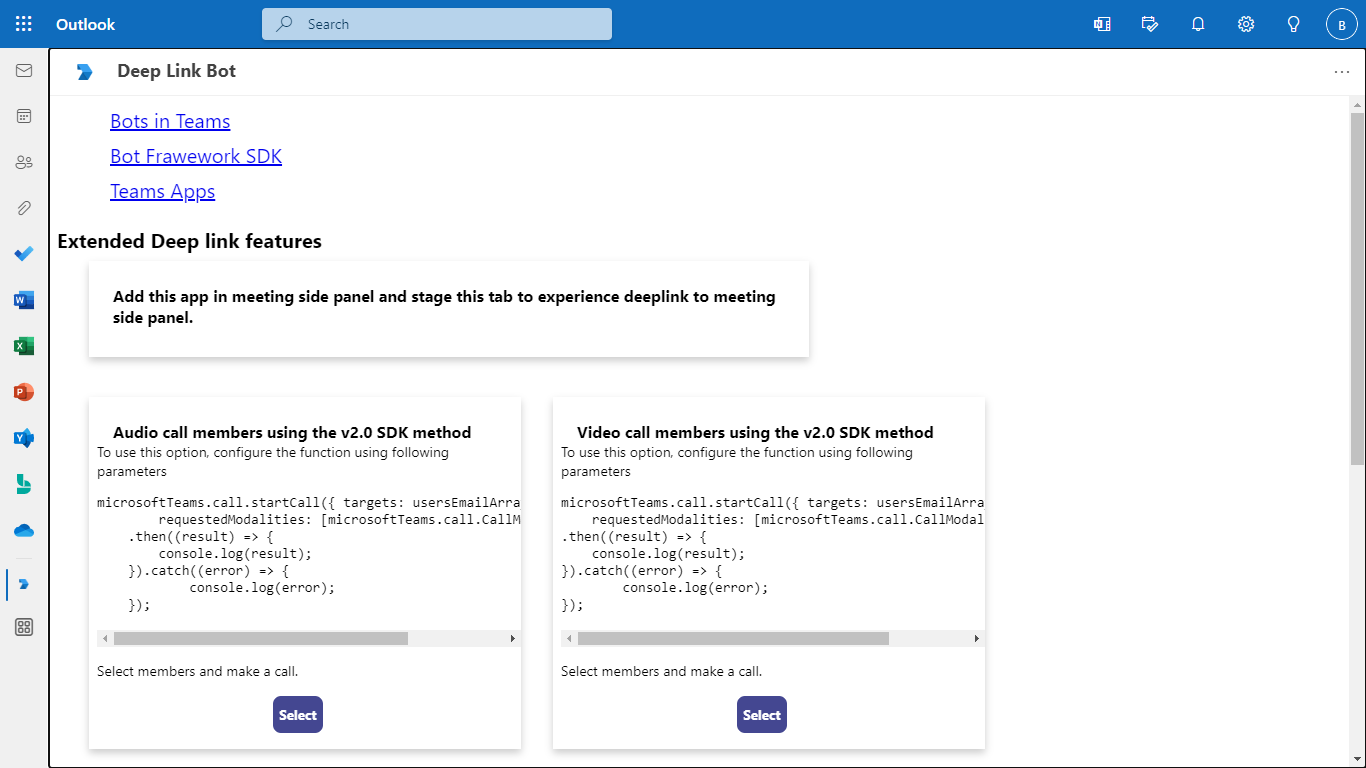 Outlook
Search
B
Deep Link Bot
Bots in Teams
Bot Frawework SDK
Teams Apps
Extended Deep link features
Add this app in meeting side panel and stage this tab to experience deeplink to meeting
side panel.
Audio call members using the v2.0 SDK method
To use this option, configure the function using following
parameters
microsoftTeams.call.startCall({ targets: usersEmailArra
requestedModalities: [microsoftTeams.call.CallM
.then((result) => {
console.log(result);
}).catch((error) => {
console.log(error);
});
Select members and make a call.
Select
Video call members using the v2.0 SDK method
To use this option, configure the function using following
parameters
microsoftTeams.call.startCall({ targets: usersEmailArra
requestedModalities: [microsoftTeams.call.CallModal
.then((result) => {
console.log(result);
}).catch((error) => {
console.log(error);
});
Select members and make a call.
Select